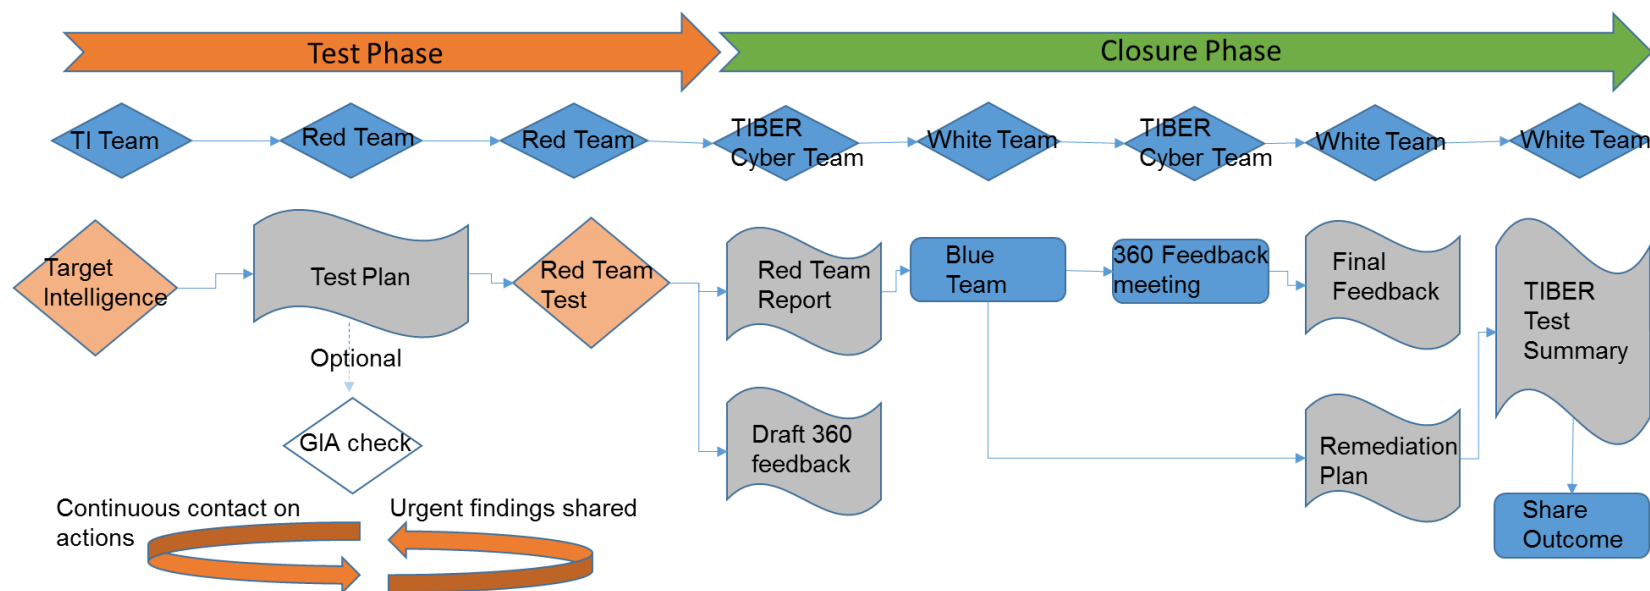 Test Phase
Closure Phase
TI Team
Red Team
Red Team
TIBER
Cyber Team
White Team
TIBER
Cyber Team
White Team
White Team
Target
Intelligence
Test Plan
Red Team
Test
Red Team
Report
Blue
Team
360 Feedback
meeting
Final
Feedback
TIBER
Test
Summary
Optional
GIA check
Draft 360
feedback
Remediation
Plan
Continuous contact on
actions
Urgent findings shared
Share
Outcome